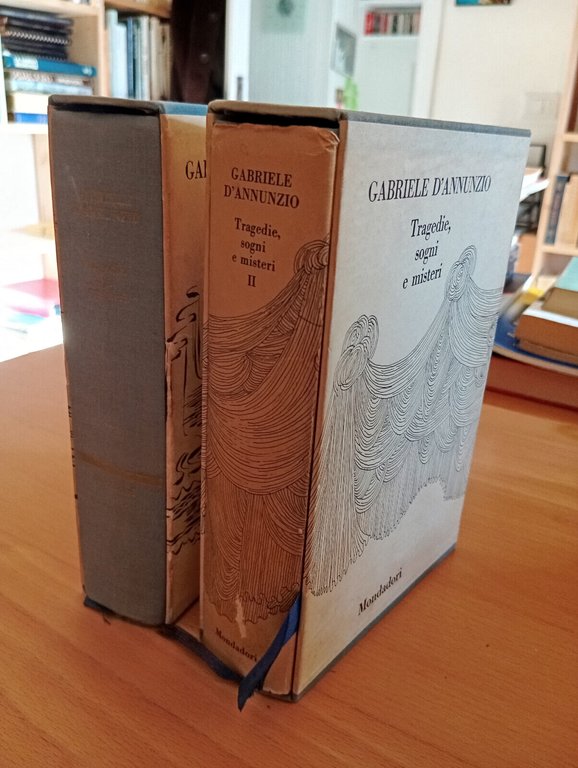 GA
GABRIELE
D'ANNUNZIO
Tragedie,
sogni
e misteri
II
Mondadori
GABRIELE D'ANNUNZIO
Tragedie,
sogni
e misteri
Mondadori